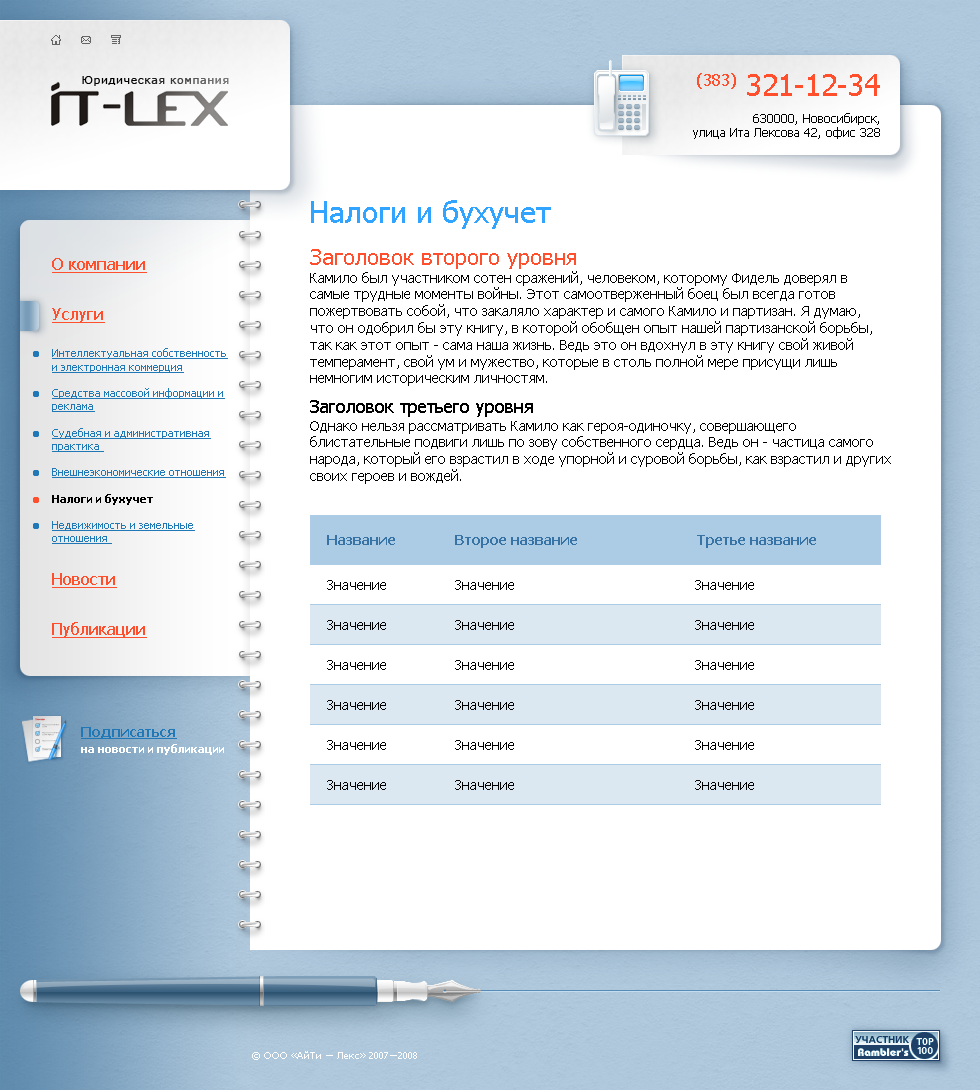 Юридическая компания
iT-LEX
(383) 321-12-34
630000, Новосибирск,
улица Ита Лексова 42, офис 328
О компании
Услуги
Интеллектуальная собственность
и электронная коммерция
Средства массовой информации и
реклама
Судебная и административная
практика
Внешнеэкономические отношения
Налоги и бухучет
Недвижимость и земельные
отношения
Новости
Публикации
Подписаться
на новости и публикации
Налоги и бухучет
Заголовок второго уровня
Камило был участником сотен сражений, человеком, которому Фидель доверял в
самые трудные моменты войны. Этот самоотверженный боец был всегда готов
пожертвовать собой, что закаляло характер и самого Камило и партизан. Я думаю,
что он одобрил бы эту книгу, в которой обобщен опыт нашей партизанской борьбы,
так как этот опыт - сама наша жизнь. Ведь это он вдохнул в эту книгу свой живой
темперамент, свой ум и мужество, которые в столь полной мере присущи лишь
немногим историческим личностям.
Заголовок третьего уровня
Однако нельзя рассматривать Камило как героя-одиночку, совершающего
блистательные подвиги лишь по зову собственного сердца. Ведь он - частица самого
народа, который его взрастил в ходе упорной и суровой борьбы, как взрастил и других
своих героев и вождей.
Название Второе название Третье название
Значение Значение Значение
Значение Значение Значение
Значение Значение Значение
Значение Значение Значение
Значение Значение Значение
Значение Значение Значение
© ООО «АйТи — Лекс» 2007—2008
УЧАСТНИК TOP
Rambler's 100